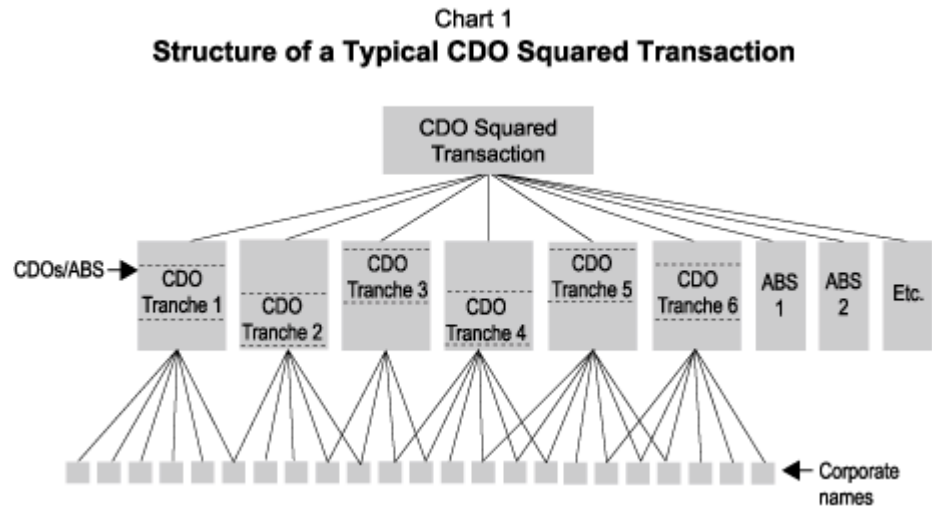 Chart 1
Structure of a Typical CDO Squared Transaction
CDO Squared
Transaction
CDOs/ABS
CDO
Tranche 1
CDO
Tranche 2
CDO
Tranche 3
CDO
Tranche 4
CDO
Tranche 5
CDO
Tranche 6
ABS
1
ABS
2
Etc.
Corporate
names